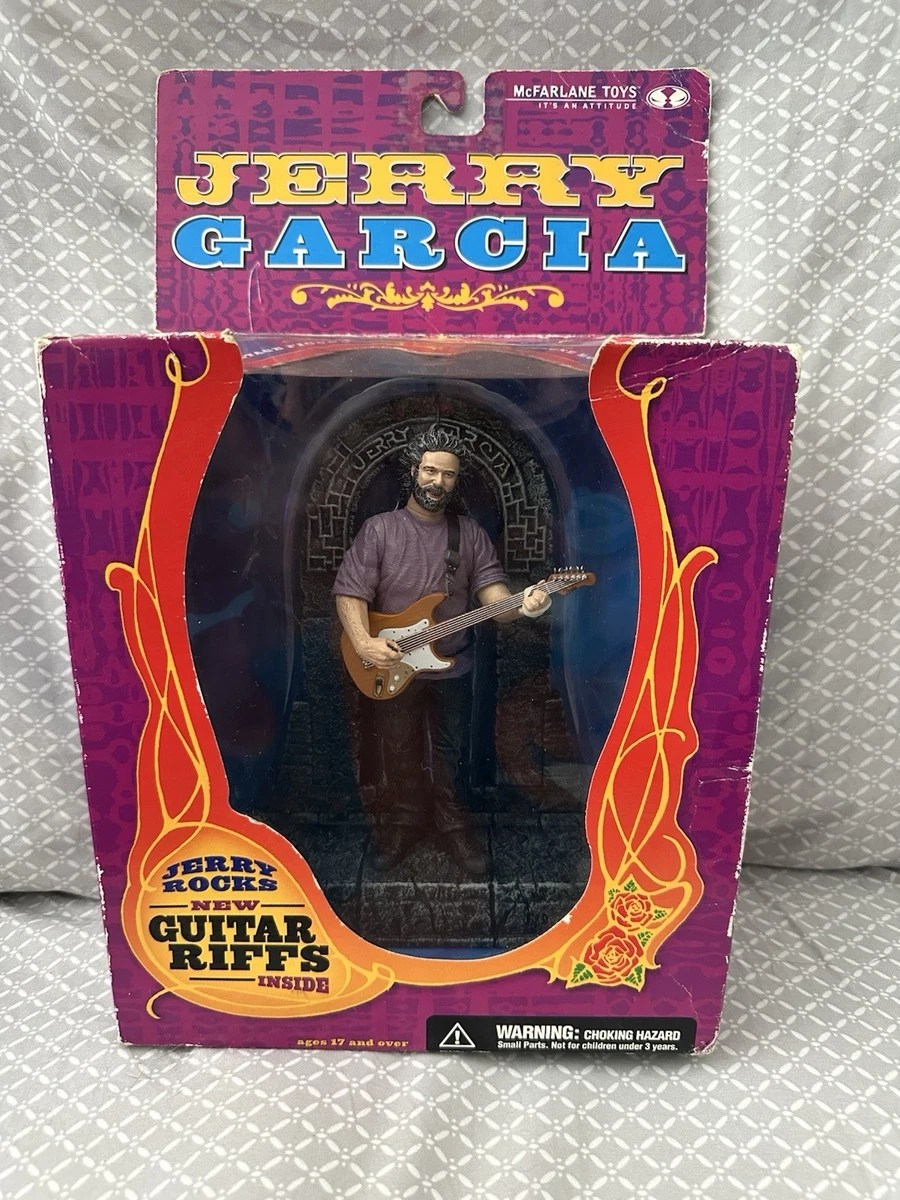 McFARLANE TOYS
IT'S AN ATTITUDE
JERRY
GARCIA
JERRY GARCIA
JERRY
ROCKS
NEW
GUITAR
RIFFS
INSIDE
ages 17 and over
WARNING: CHOKING HAZARD
Small Parts. Not for children under 3 years.